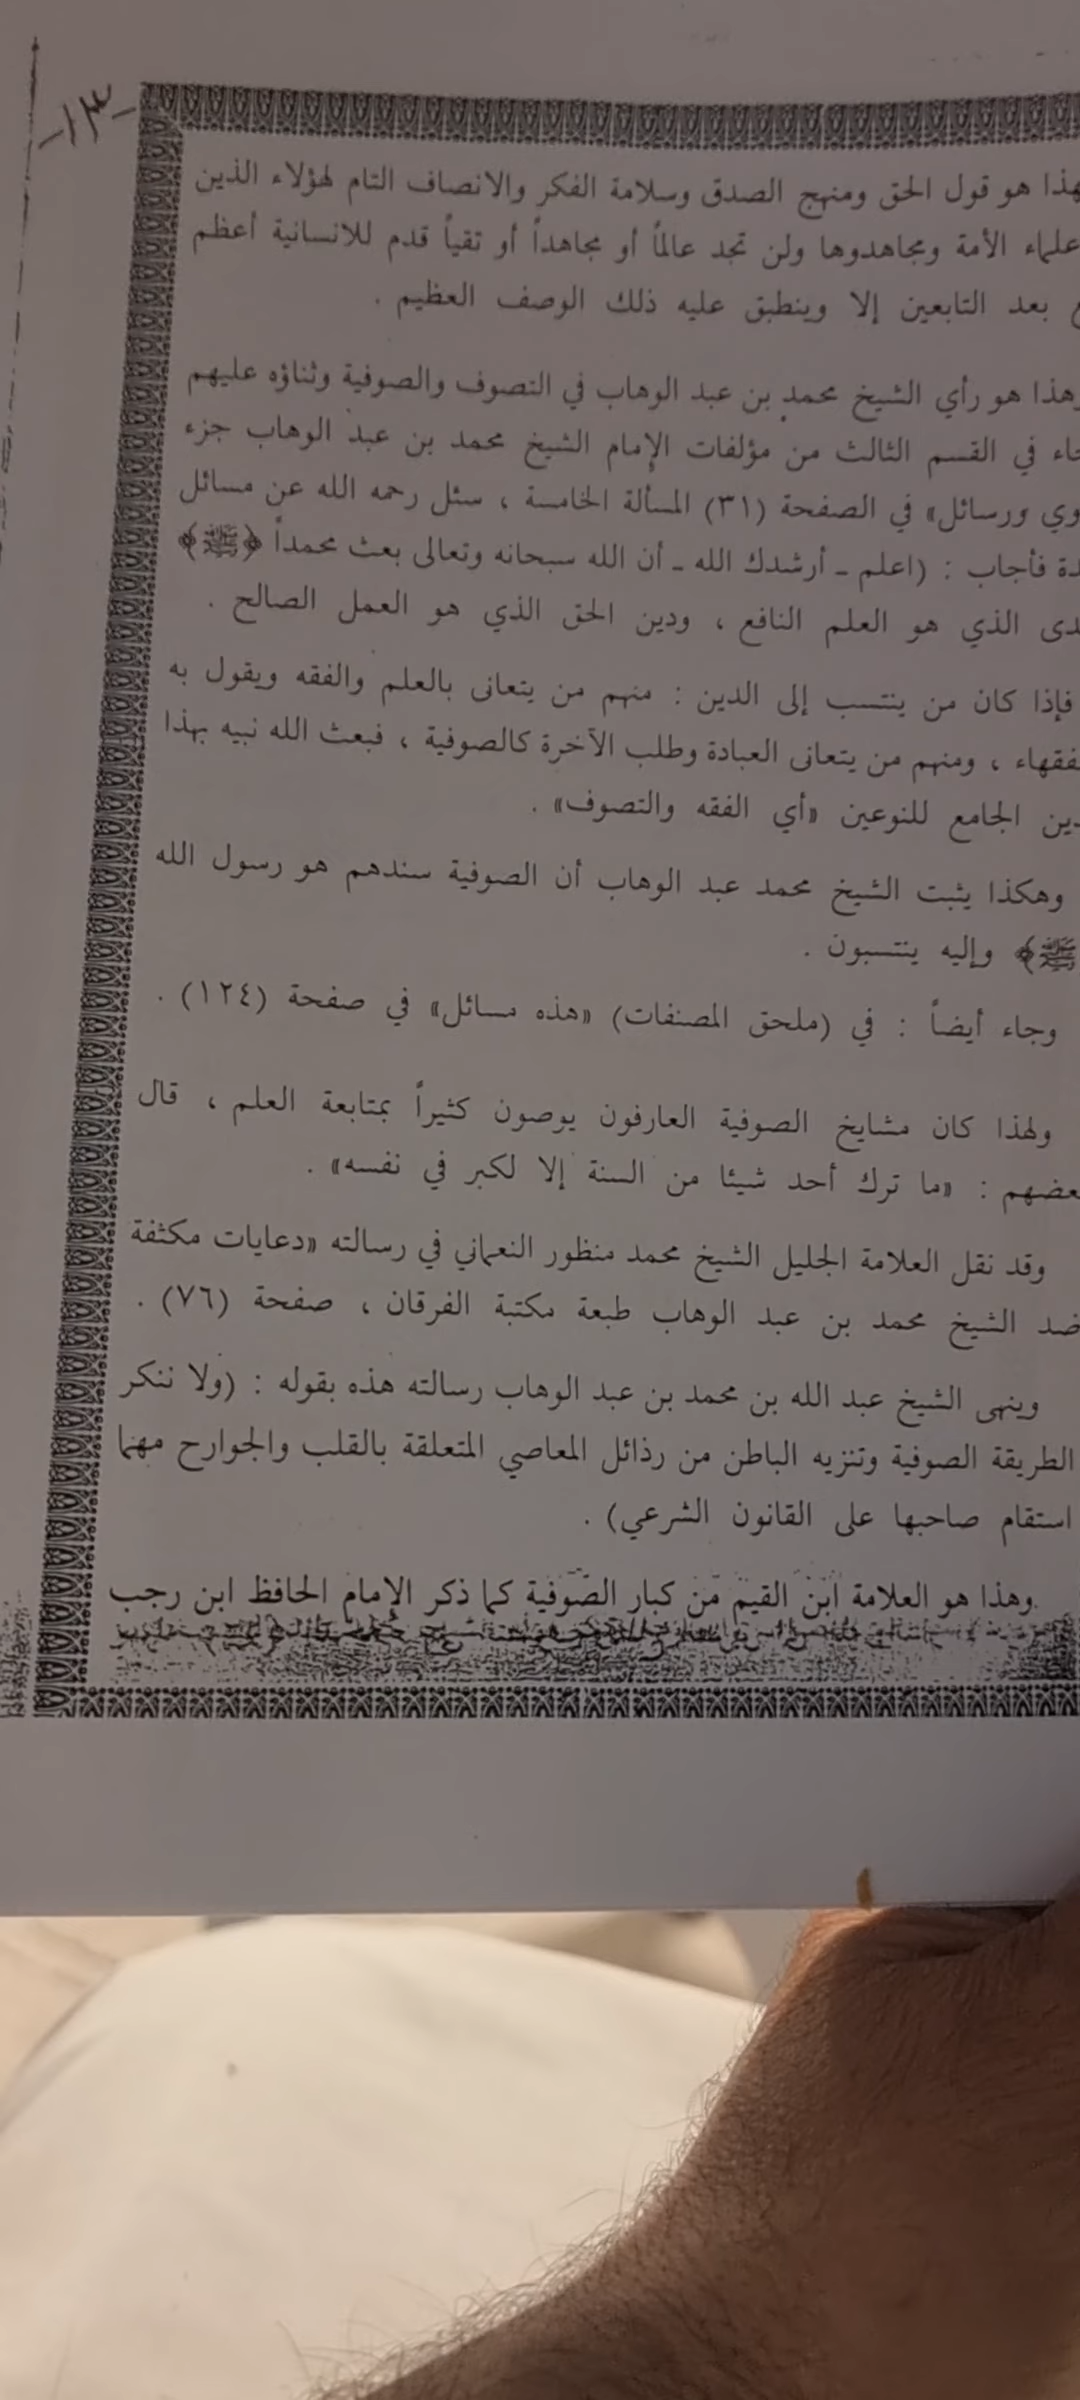 -١٣-
هذا هو قول الحق ومنهج الصدق وسلامة الفكر والانصاف التام لهؤلاء الذين
علماء الأمة ومجاهدوها ولن تجد عالماً أو مجاهداً أو تقياً قدم للانسانية أعظم
بعد التابعين إلا وينطبق عليه ذلك الوصف العظيم .
وهذا هو رأي الشيخ محمد بن عبد الوهاب في التصوف والصوفية وثناؤه عليهم
جاء في القسم الثالث من مؤلفات الإمام الشيخ محمد بن عبد الوهاب جزء
وي ورسائل» في الصفحة (٣١) المسألة الخامسة ، سئل رحمه الله عن مسائل
دة فأجاب : (اعلم ـ أرشدك الله ـ أن الله سبحانه وتعالى بعث محمداً ﴿ﷺ﴾
دى الذي هو العلم النافع ، ودين الحق الذي هو العمل الصالح .
فإذا كان من ينتسب إلى الدين : منهم من يتعانى بالعلم والفقه ويقول به
فقهاء ، ومنهم من يتعانى العبادة وطلب الآخرة كالصوفية ، فبعث الله نبيه بهذا
دين الجامع للنوعين «أي الفقه والتصوف» .
وهكذا يثبت الشيخ محمد عبد الوهاب أن الصوفية سندهم هو رسول الله
ﷺ﴾ وإليه ينتسبون .
وجاء أيضاً : في (ملحق المصنفات) «هذه مسائل» في صفحة (١٢٤) .
ولهذا كان مشايخ الصوفية العارفون يوصون كثيراً بمتابعة العلم ، قال
عضهم : «ما ترك أحد شيئا من السنة إلا لكبر في نفسه» .
وقد نقل العلامة الجليل الشيخ محمد منظور النعماني في رسالته «دعايات مكثفة
ضد الشيخ محمد بن عبد الوهاب طبعة مكتبة الفرقان ، صفحة (٧٦) .
وينهى الشيخ عبد الله بن محمد بن عبد الوهاب رسالته هذه بقوله : (ولا ننكر
الطريقة الصوفية وتنزيه الباطن من رذائل المعاصي المتعلقة بالقلب والجوارح مهما
استقام صاحبها على القانون الشرعي) .
وهذا هو العلامة ابن القيم من كبار الصوفية كما ذكر الإمام الحافظ ابن رجب